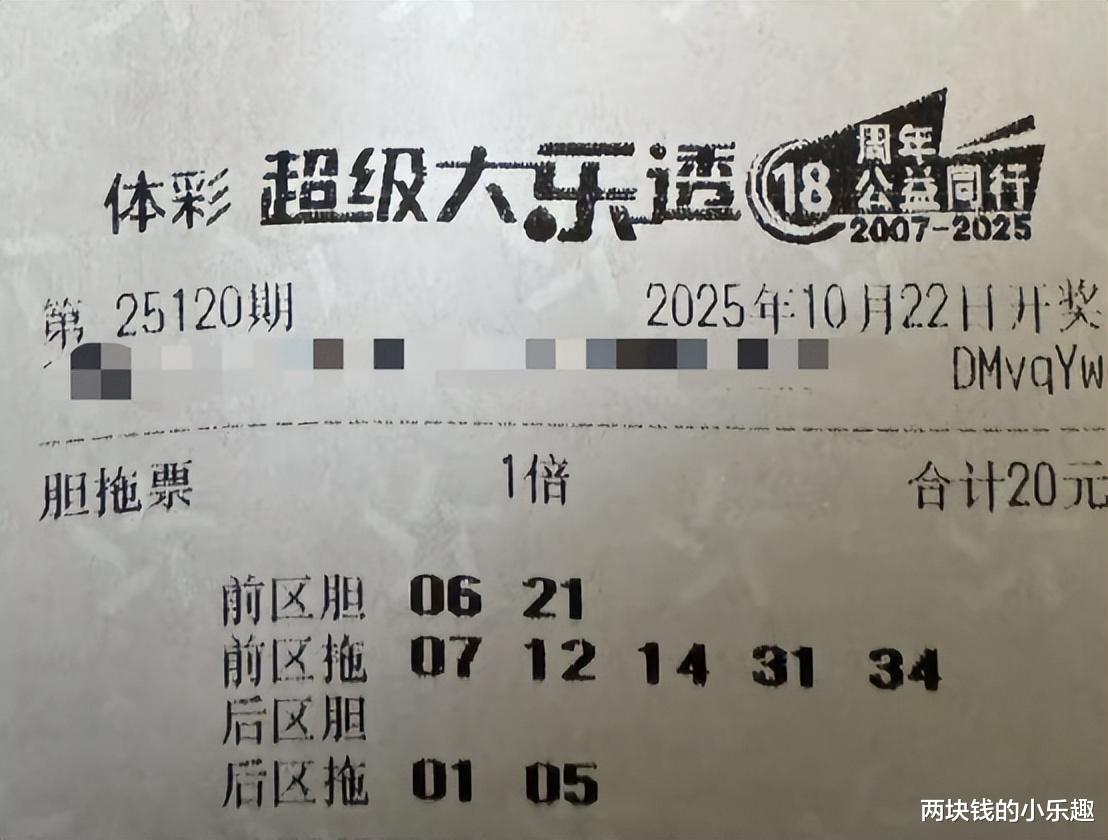 体彩 超级大乐透 18 周年
公益同行
2007-2025
第 25120期 2025年10月22日开奖
DMvqYw
胆拖票 1倍 合计20元
前区胆 06 21
前区拖 07 12 14 31 34
后区胆
后区拖 01 05
两块钱的小乐趣